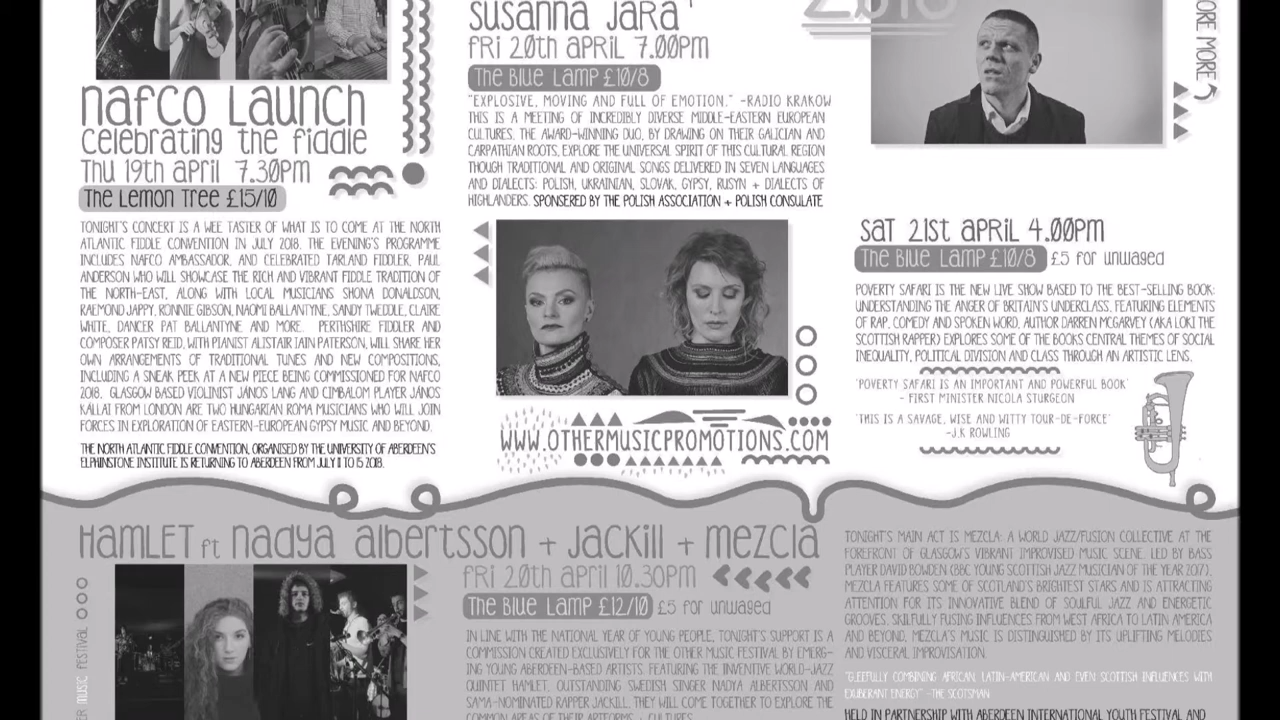 NAFCO LAUNCH
celebrating the fiddle
Thu 19th april 7.30PM
The Lemon Tree £15/10
TONIGHT'S CONCERT IS A WEE TASTER OF WHAT IS TO COME AT THE NORTH
ATLANTIC FIDDLE CONVENTION IN JULY 2018. THE EVENING'S PROGRAMME
INCLUDES NAFCO AMBASSADOR, AND CELEBRATED TARLAND FIDDLER, PAUL
ANDERSON WHO WILL SHOWCASE THE RICH AND VIBRANT FIDDLE TRADITION OF
THE NORTH-EAST, ALONG WITH LOCAL MUSICIANS SHONA DONALDSON,
RAEMOND JAPPY, RONNIE GIBSON, NAOMI BALLANTYNE, SANDY TWEDDLE, CLAIRE
WHITE, DANCER PAT BALLANTYNE AND MORE. PERTHSHIRE FIDDLER AND
COMPOSER PATSY REID, WITH PIANIST ALISTAIR IAIN PATERSON, WILL SHARE HER
OWN ARRANGEMENTS OF TRADITIONAL TUNES AND NEW COMPOSITIONS,
INCLUDING A SNEAK PEEK AT A NEW PIECE BEING COMMISSIONED FOR NAFCO
2018. GLASGOW BASED VIOLINIST JÁNOS LANG AND CIMBALOM PLAYER JÁNOS
KALLAI FROM LONDON ARE TWO HUNGARIAN ROMA MUSICIANS WHO WILL JOIN
FORCES IN EXPLORATION OF EASTERN-EUROPEAN GYPSY MUSIC AND BEYOND.
THE NORTH ATLANTIC FIDDLE CONVENTION, ORGANISED BY THE UNIVERSITY OF ABERDEEN'S
ELPHINSTONE INSTITUTE IS RETURNING TO ABERDEEN FROM JULY 11 TO 15 2018.
SUSANNA JARA
FRI 20th APRIL 7.00PM
The Blue Lamp £10/8
"EXPLOSIVE, MOVING AND FULL OF EMOTION." -RADIO KRAKOW
THIS IS A MEETING OF INCREDIBLY DIVERSE MIDDLE-EASTERN EUROPEAN
CULTURES. THE AWARD-WINNING DUO, BY DRAWING ON THEIR GALICIAN AND
CARPATHIAN ROOTS, EXPLORE THE UNIVERSAL SPIRIT OF THIS CULTURAL REGION
THOUGH TRADITIONAL AND ORIGINAL SONGS DELIVERED IN SEVEN LANGUAGES
AND DIALECTS: POLISH, UKRAINIAN, SLOVAK, GYPSY, RUSYN + DIALECTS OF
HIGHLANDERS. SPONSERED BY THE POLISH ASSOCIATION + POLISH CONSULATE
WWW.OTHERMUSICPROMOTIONS.COM
2018
ORE MORE
SAT 21st APRIL 4.00PM
The Blue Lamp £10/8 £5 for unwaged
POVERTY SAFARI IS THE NEW LIVE SHOW BASED TO THE BEST-SELLING BOOK:
UNDERSTANDING THE ANGER OF BRITAIN'S UNDERCLASS. FEATURING ELEMENTS
OF RAP, COMEDY AND SPOKEN WORD, AUTHOR DARREN MCGARVEY (AKA LOKI THE
SCOTTISH RAPPER) EXPLORES SOME OF THE BOOKS CENTRAL THEMES OF SOCIAL
INEQUALITY, POLITICAL DIVISION AND CLASS THROUGH AN ARTISTIC LENS.
'POVERTY SAFARI IS AN IMPORTANT AND POWERFUL BOOK'
- FIRST MINISTER NICOLA STURGEON
"THIS IS A SAVAGE, WISE AND WITTY TOUR-DE-FORCE"
-J.K ROWLING
HAMLET ft NADYA ALBERTSSON + JACKILL + MEZCLA
FRI 20th APRIL 10.30PM
The Blue Lamp £12/10 £5 for unwaged
IN LINE WITH THE NATIONAL YEAR OF YOUNG PEOPLE, TONIGHT'S SUPPORT IS A
COMMISSION CREATED EXCLUSIVELY FOR THE OTHER MUSIC FESTIVAL BY EMERG-
ING YOUNG ABERDEEN-BASED ARTISTS. FEATURING THE INVENTIVE WORLD-JAZZ
QUINTET HAMLET, OUTSTANDING SWEDISH SINGER NADYA ALBERTSSON AND
SAMA-NOMINATED RAPPER JACKILL. THEY WILL COME TOGETHER TO EXPLORE THE
COMMON AREAS OF THEIR ARTFORMS + CULTURES.
ER MUSIC FESTIVAL
TONIGHT'S MAIN ACT IS MEZCLA: A WORLD JAZZ/FUSION COLLECTIVE AT THE
FOREFRONT OF GLASGOW'S VIBRANT IMPROVISED MUSIC SCENE. LED BY BASS
PLAYER DAVID BOWDEN (BBC YOUNG SCOTTISH JAZZ MUSICIAN OF THE YEAR 2017),
MEZCLA FEATURES SOME OF SCOTLAND'S BRIGHTEST STARS AND IS ATTRACTING
ATTENTION FOR ITS INNOVATIVE BLEND OF SOULFUL JAZZ AND ENERGETIC
GROOVES. SKILFULLY FUSING INFLUENCES FROM WEST AFRICA TO LATIN AMERICA
AND BEYOND, MEZCLA'S MUSIC IS DISTINGUISHED BY ITS UPLIFTING MELODIES
AND VISCERAL IMPROVISATION.
"GLEEFULLY COMBINING AFRICAN, LATIN-AMERICAN AND EVEN SCOTTISH INFLUENCES WITH
EXUBERANT ENERGY" -THE SCOTSMAN
HELD IN PARTNERSHIP WITH ABERDEEN INTERNATIONAL YOUTH FESTIVAL AND